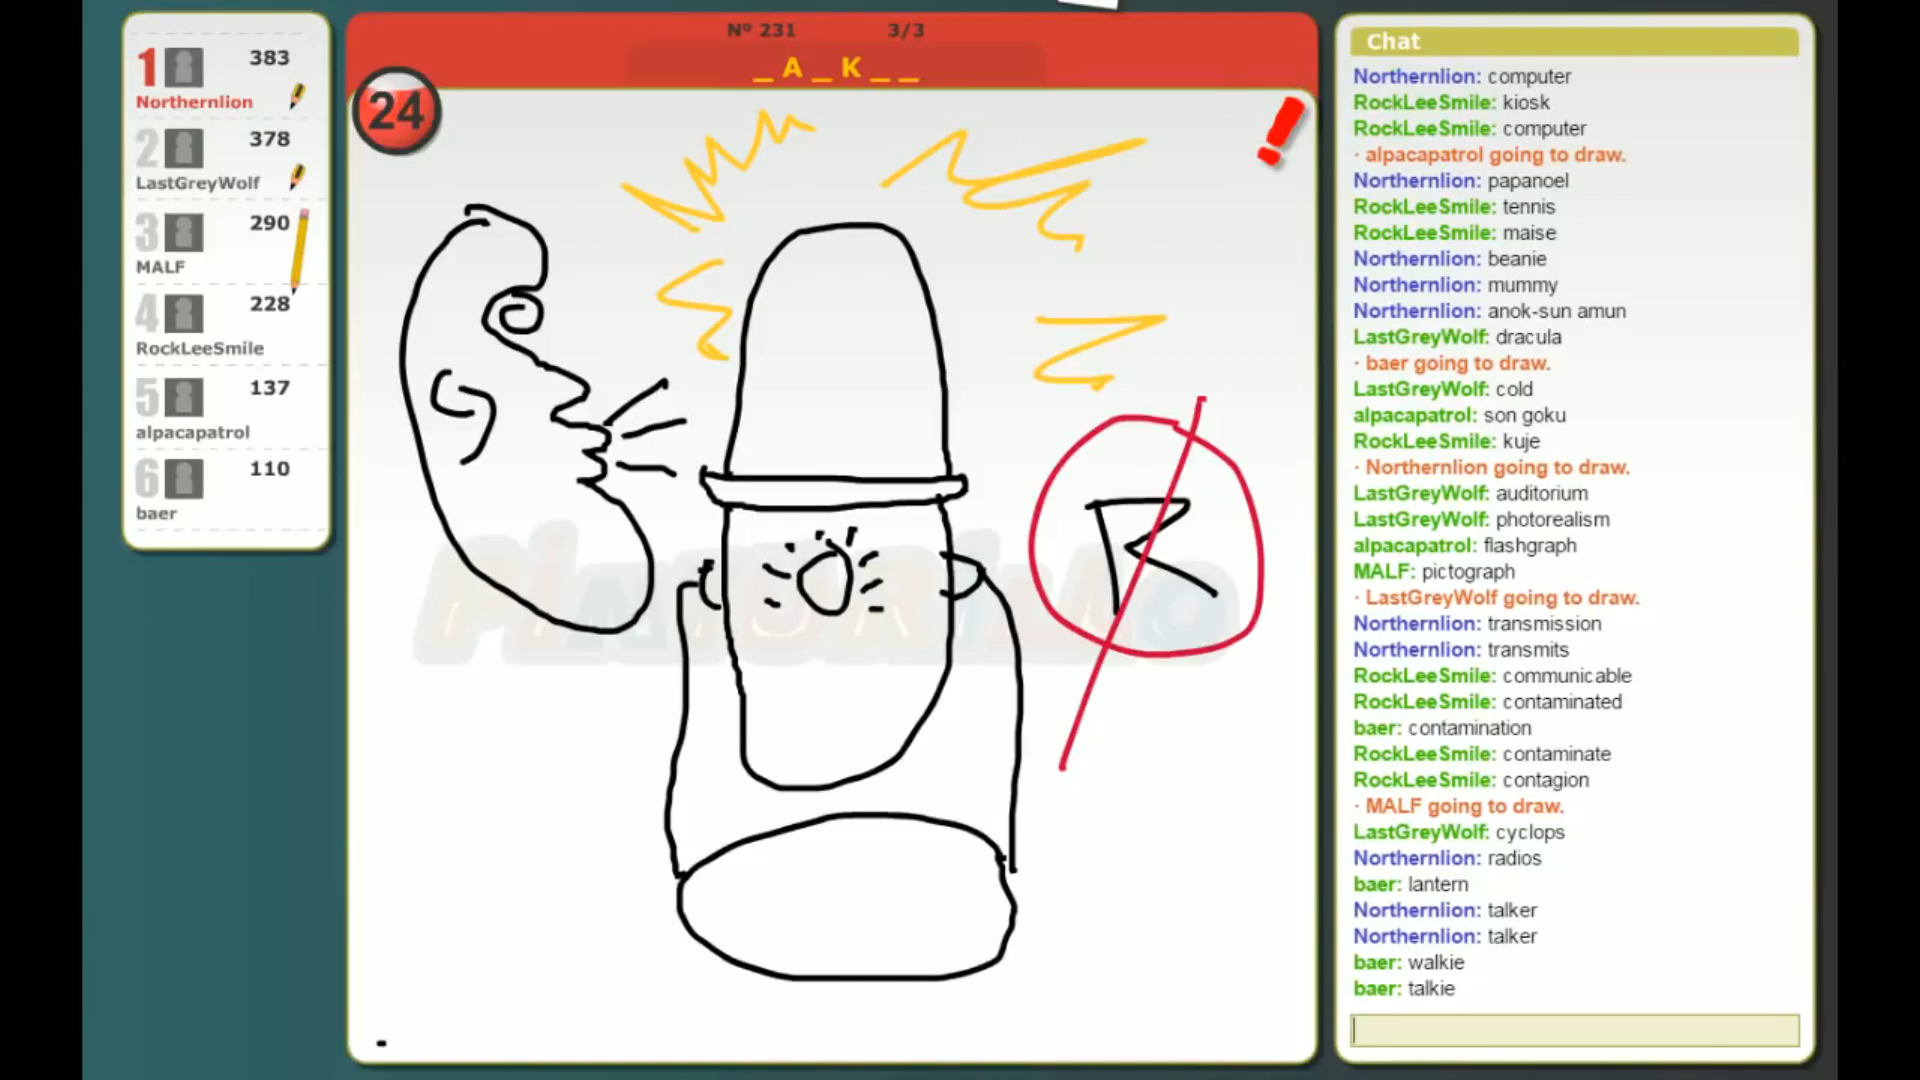 1 383
Northernlion
2 378
LastGreyWolf
3 290
MALF
4 228
RockLeeSmile
5 137
alpacapatrol
6 110
baer
Nº 231 3/3
_ A _ K _ _
24
!
R
PiNTURiLLO
Chat
Northernlion: computer
RockLeeSmile: kiosk
RockLeeSmile: computer
· alpacapatrol going to draw.
Northernlion: papanoel
RockLeeSmile: tennis
RockLeeSmile: maise
Northernlion: beanie
Northernlion: mummy
Northernlion: anok-sun amun
LastGreyWolf: dracula
· baer going to draw.
LastGreyWolf: cold
alpacapatrol: son goku
RockLeeSmile: kuje
· Northernlion going to draw.
LastGreyWolf: auditorium
LastGreyWolf: photorealism
alpacapatrol: flashgraph
MALF: pictograph
· LastGreyWolf going to draw.
Northernlion: transmission
Northernlion: transmits
RockLeeSmile: communicable
RockLeeSmile: contaminated
baer: contamination
RockLeeSmile: contaminate
RockLeeSmile: contagion
· MALF going to draw.
LastGreyWolf: cyclops
Northernlion: radios
baer: lantern
Northernlion: talker
Northernlion: talker
baer: walkie
baer: talkie